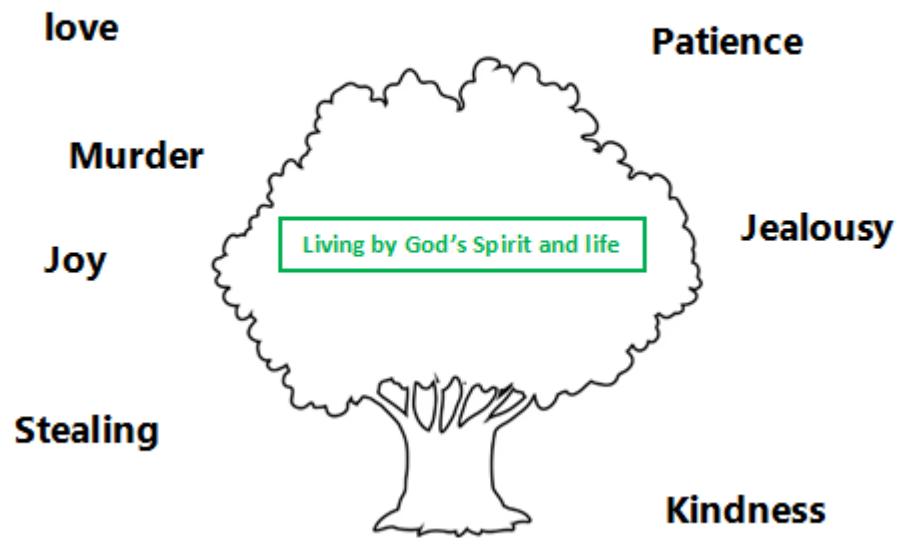 love
Patience
Murder
Jealousy
Living by God's Spirit and life
Joy
Stealing
Kindness